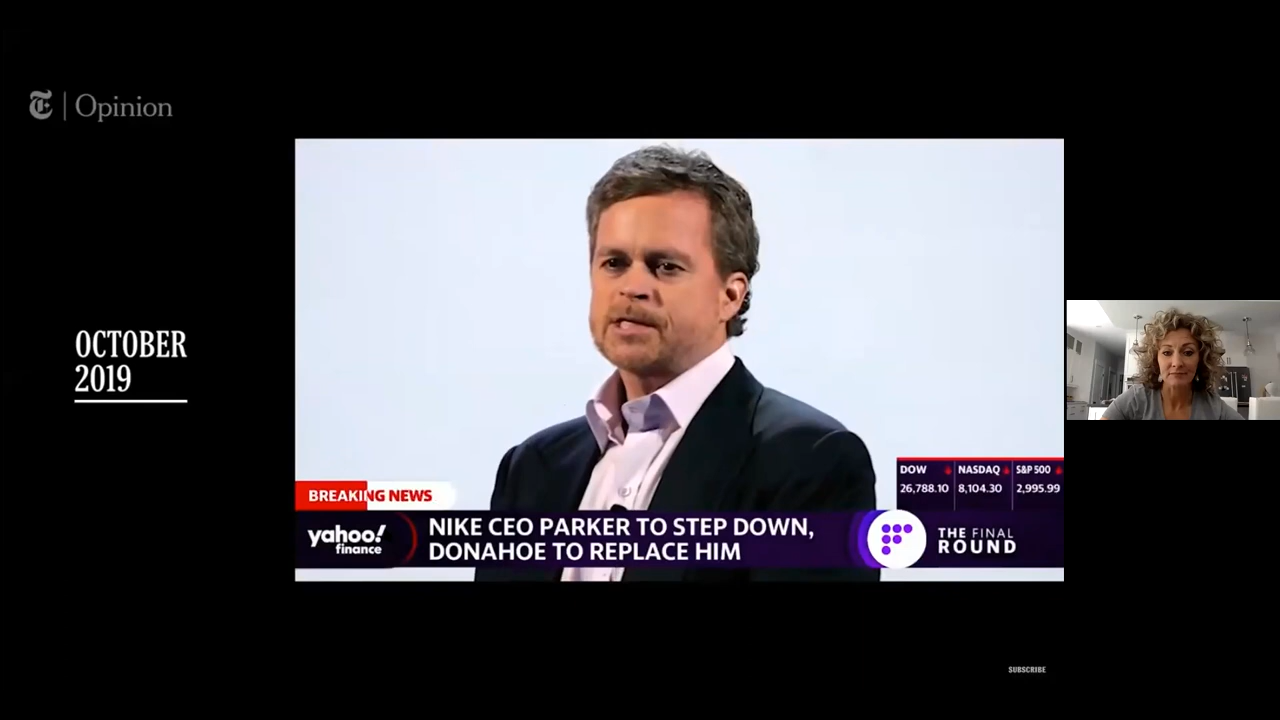 Opinion
OCTOBER
2019
BREAKING NEWS
yahoo!
finance
NIKE CEO PARKER TO STEP DOWN,
DONAHOE TO REPLACE HIM
DOW NASDAQ S&P 500
26,788.10 8,104.30 2,995.99
THE FINAL
ROUND
SUBSCRIBE